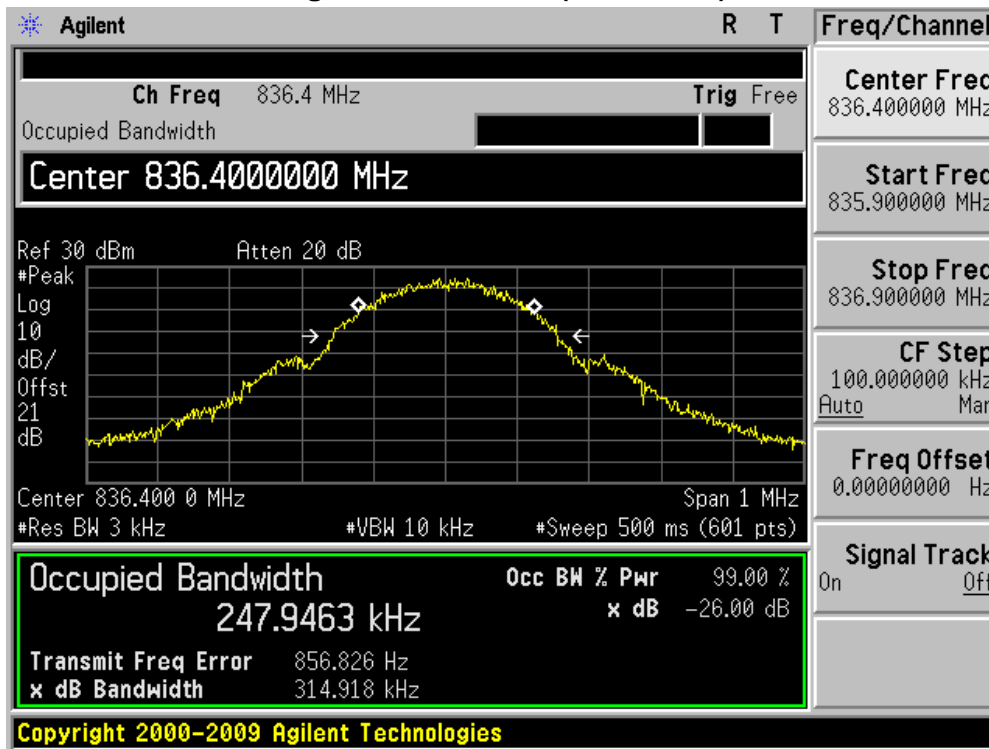 Agilent R T Freq/Channel
Ch Freq 836.4 MHz Trig Free
Occupied Bandwidth
Center 836.4000000 MHz
Ref 30 dBm Atten 20 dB
#Peak
Log
10
dB/
Offst
21
dB
Center 836.400 0 MHz Span 1 MHz
#Res BW 3 kHz #VBW 10 kHz #Sweep 500 ms (601 pts)
Occupied Bandwidth Occ BW % Pwr 99.00 %
247.9463 kHz x dB -26.00 dB
Transmit Freq Error 856.826 Hz
x dB Bandwidth 314.918 kHz
Copyright 2000-2009 Agilent Technologies
Center Freq
836.400000 MHz
Start Freq
835.900000 MHz
Stop Freq
836.900000 MHz
CF Step
100.000000 kHz
Auto Man
Freq Offset
0.00000000 Hz
Signal Track
On Off